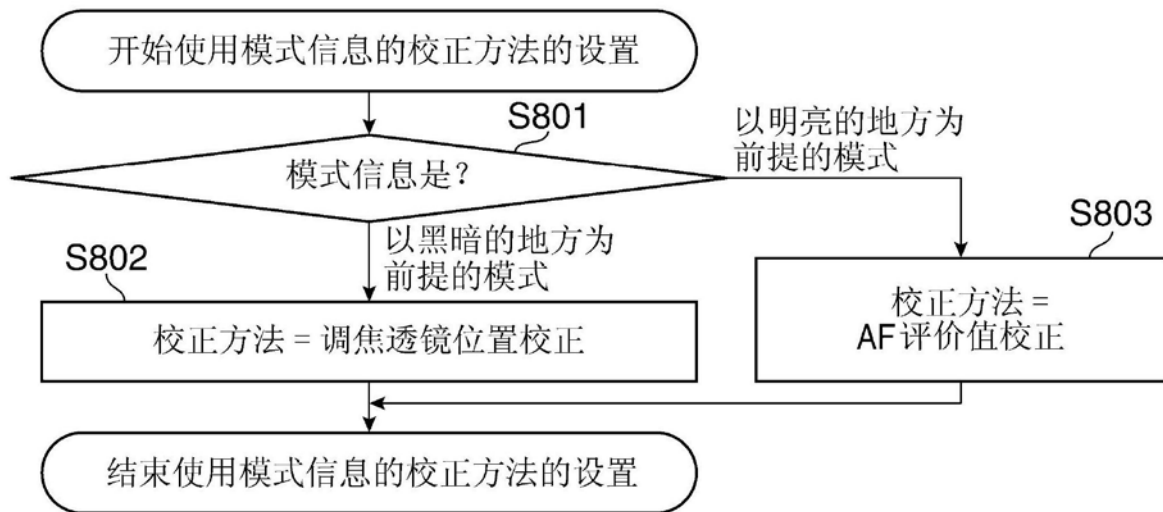 开始使用模式信息的校正方法的设置
S801
模式信息是?
以明亮的地方为
前提的模式
S803
以黑暗的地方为
前提的模式
S802
校正方法 = 调焦透镜位置校正
校正方法 =
AF评价值校正
结束使用模式信息的校正方法的设置